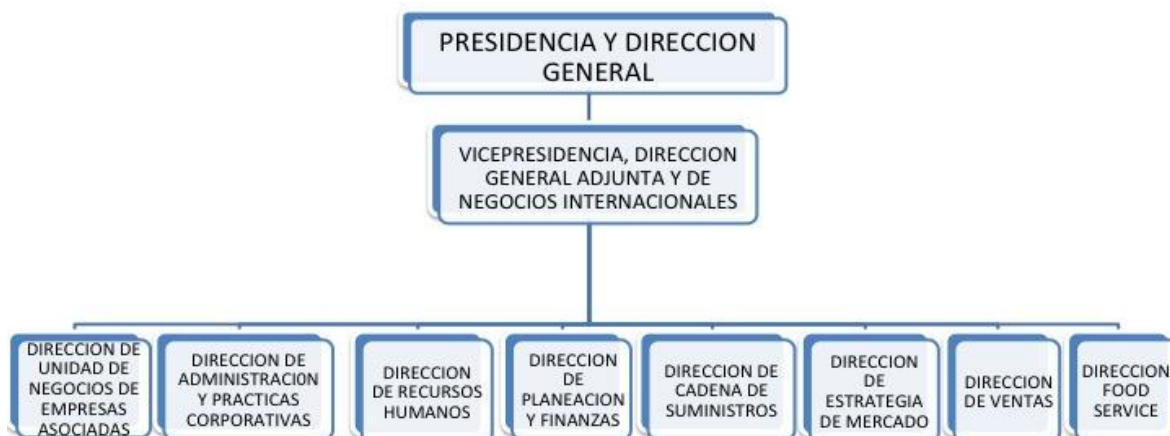 PRESIDENCIA Y DIRECCION
GENERAL
VICEPRESIDENCIA, DIRECCION
GENERAL ADJUNTA Y DE
NEGOCIOS INTERNACIONALES
DIRECCION DE
UNIDAD DE
NEGOCIOS DE
EMPRESAS
ASOCIADAS
DIRECCION DE
ADMINISTRACI0N
Y PRACTICAS
CORPORATIVAS
DIRECCION
DE RECURSOS
HUMANOS
DIRECCION
DE
PLANEACION
Y FINANZAS
DIRECCION DE
CADENA DE
SUMINISTROS
DIRECCION
DE
ESTRATEGIA
DE MERCADO
DIRECCION
DE VENTAS
DIRECCION
FOOD
SERVICE